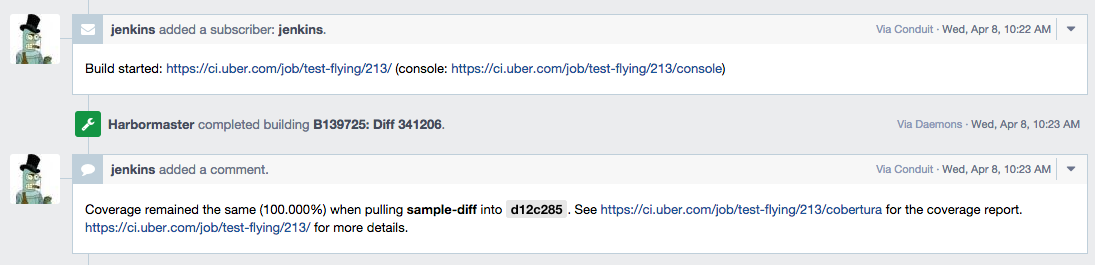 jenkins added a subscriber: jenkins. Via Conduit · Wed, Apr 8, 10:22 AM
Build started: https://ci.uber.com/job/test-flying/213/ (console: https://ci.uber.com/job/test-flying/213/console)
Harbormaster completed building B139725: Diff 341206. Via Daemons · Wed, Apr 8, 10:23 AM
jenkins added a comment. Via Conduit · Wed, Apr 8, 10:23 AM
Coverage remained the same (100.000%) when pulling sample-diff into d12c285. See https://ci.uber.com/job/test-flying/213/cobertura for the coverage report.
https://ci.uber.com/job/test-flying/213/ for more details.